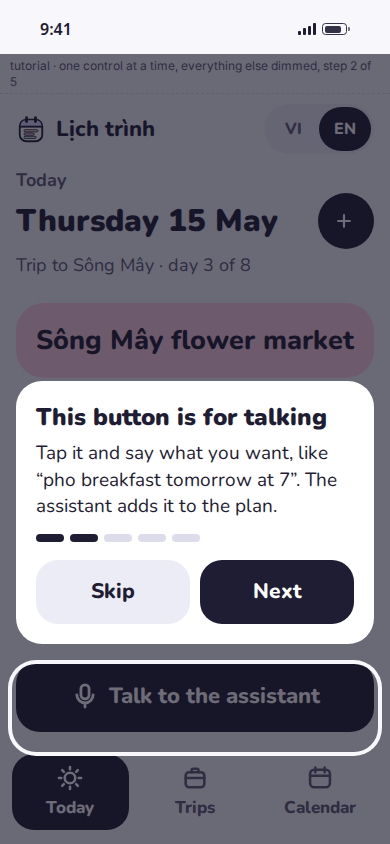 9:41
tutorial · one control at a time, everything else dimmed, step 2 of
5
Lịch trình
VI
EN
Today
Thursday 15 May
Trip to Sông Mây · day 3 of 8
Sông Mây flower market
This button is for talking
Tap it and say what you want, like
“pho breakfast tomorrow at 7”. The
assistant adds it to the plan.
Skip
Next
Talk to the assistant
Today
Trips
Calendar